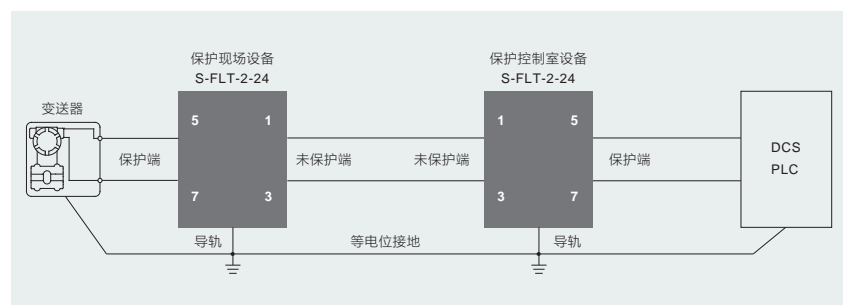 保护现场设备
S-FLT-2-24
保护控制室设备
S-FLT-2-24
变送器
5 1
1 5
DCS
PLC
保护端
未保护端
未保护端
保护端
7 3
3 7
导轨
等电位接地
导轨